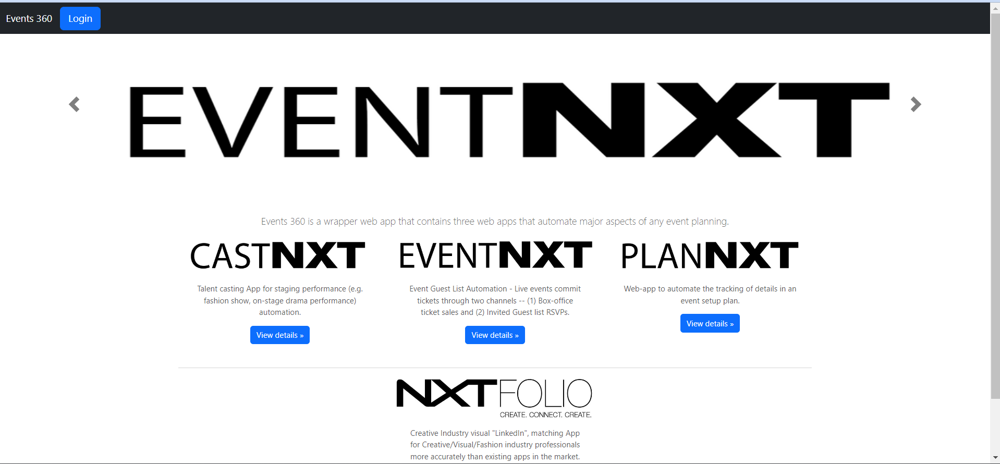 Events 360 Login
EVENTNXT
Events 360 is a wrapper web app that contains three web apps that automate major aspects of any event planning.
CASTNXT
Talent casting App for staging performance (e.g.
fashion show, on-stage drama performance)
automation.
View details »
EVENTNXT
Event Guest List Automation - Live events commit
tickets through two channels -- (1) Box-office
ticket sales and (2) Invited Guest list RSVPs.
View details »
PLANNXT
Web-app to automate the tracking of details in an
event setup plan.
View details »
NXTFOLIO
CREATE. CONNECT. CREATE.
Creative Industry visual "LinkedIn", matching App
for Creative/Visual/Fashion industry professionals
more accurately than existing apps in the market.